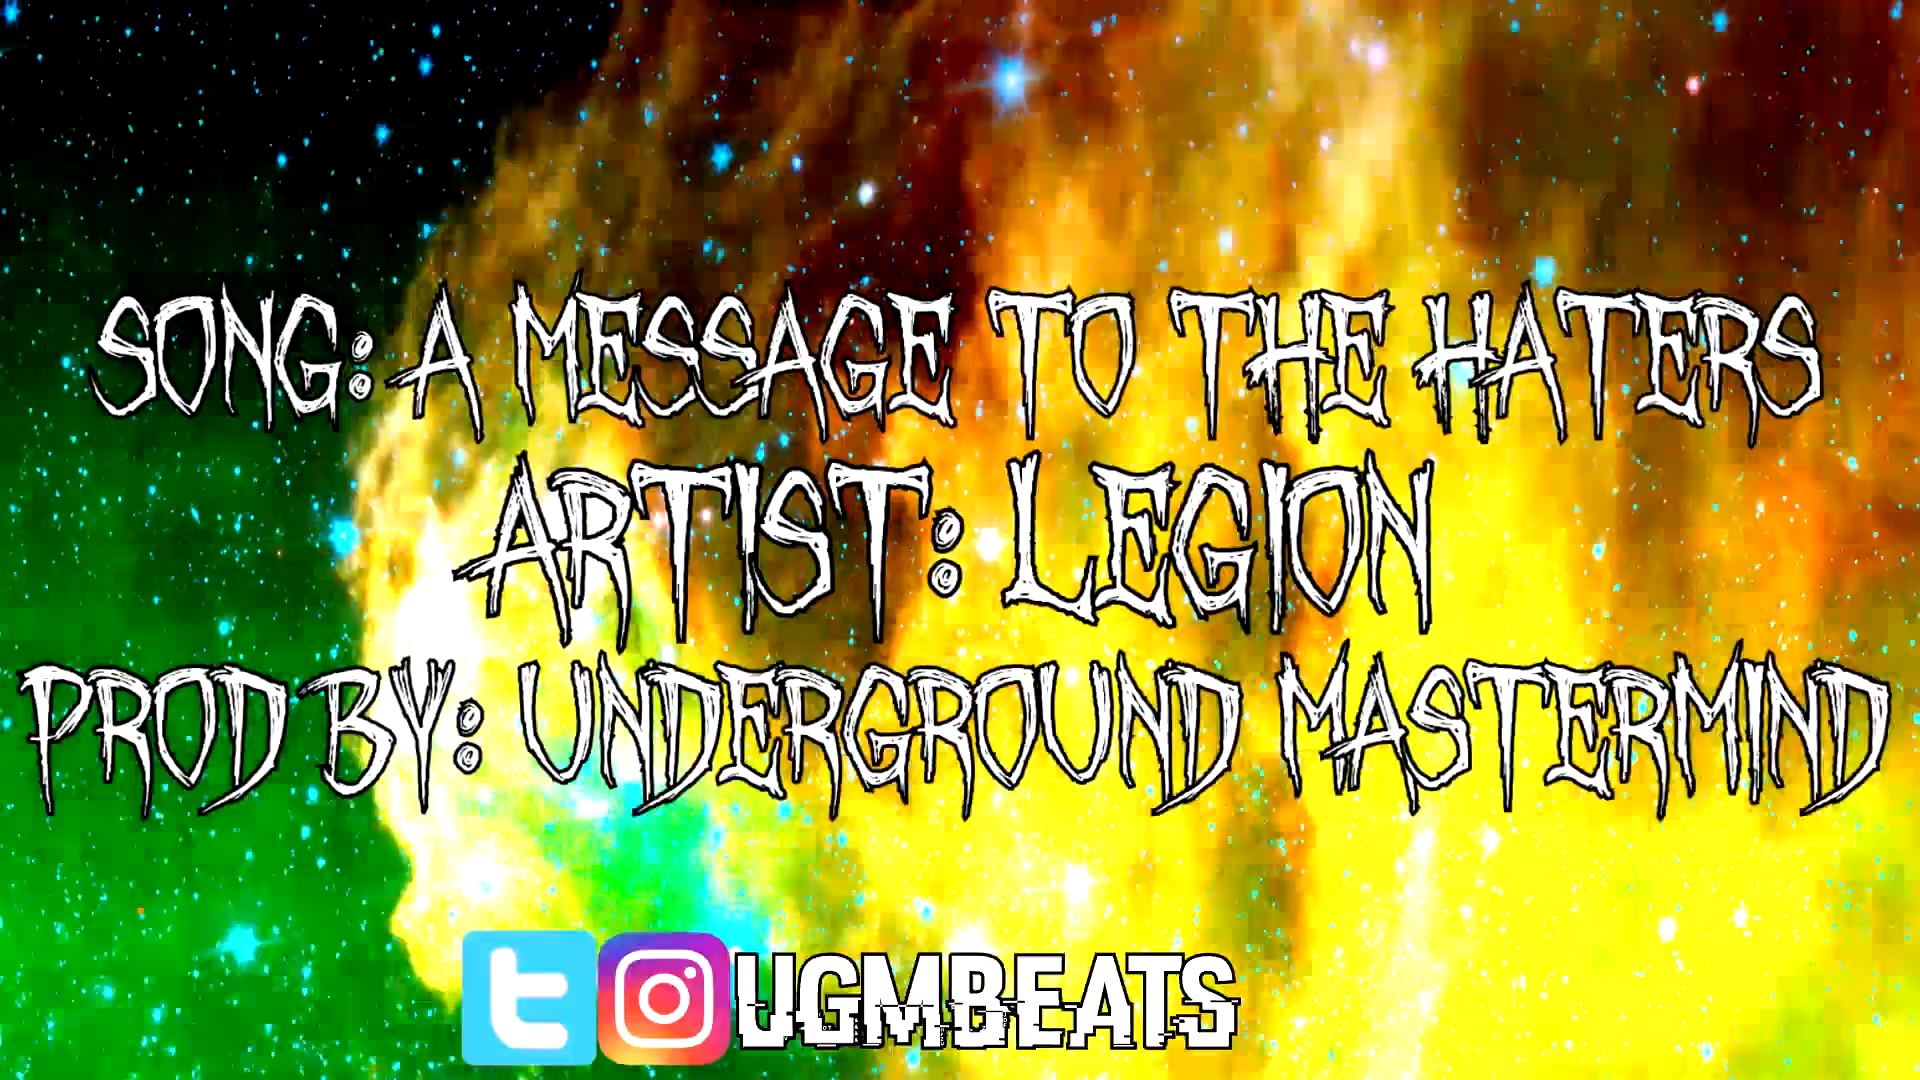 SONG: A MESSAGE TO THE HATERS
ARTIST: LEGION
PROD BY: UNDERGROUND MASTERMIND
UGMBEATS